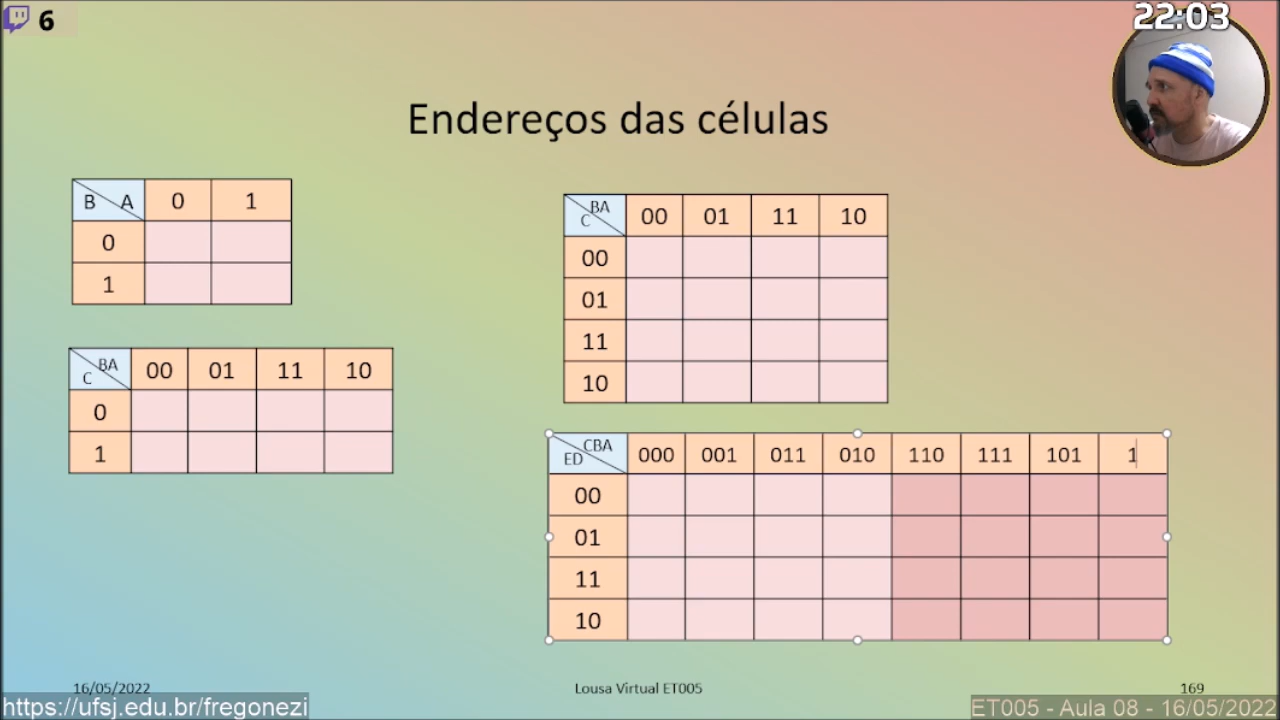 6
22:03
Endereços das células
B A 0 1
0
1
BA
C 00 01 11 10
00
01
11
10
BA
C 00 01 11 10
0
1
CBA
ED 000 001 011 010 110 111 101 1
00
01
11
10
16/05/2022 Lousa Virtual ET005 169
https://ufsj.edu.br/fregonezi ET005 - Aula 08 - 16/05/2022